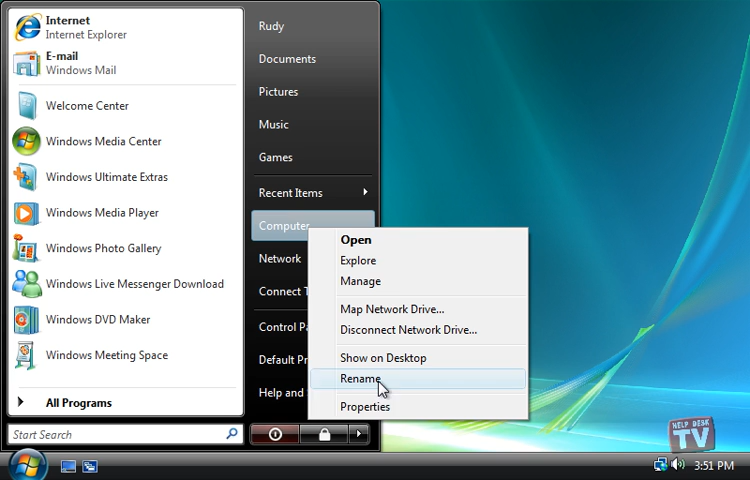 Internet
Internet Explorer
E-mail
Windows Mail
Welcome Center
Windows Media Center
Windows Ultimate Extras
Windows Media Player
Windows Photo Gallery
Windows Live Messenger Download
Windows DVD Maker
Windows Meeting Space
All Programs
Start Search
Rudy
Documents
Pictures
Music
Games
Recent Items
Computer
Network
Connect T
Control Pa
Default Pr
Help and
Open
Explore
Manage
Map Network Drive...
Disconnect Network Drive...
Show on Desktop
Rename
Properties
HELP DESK
TV
3:51 PM